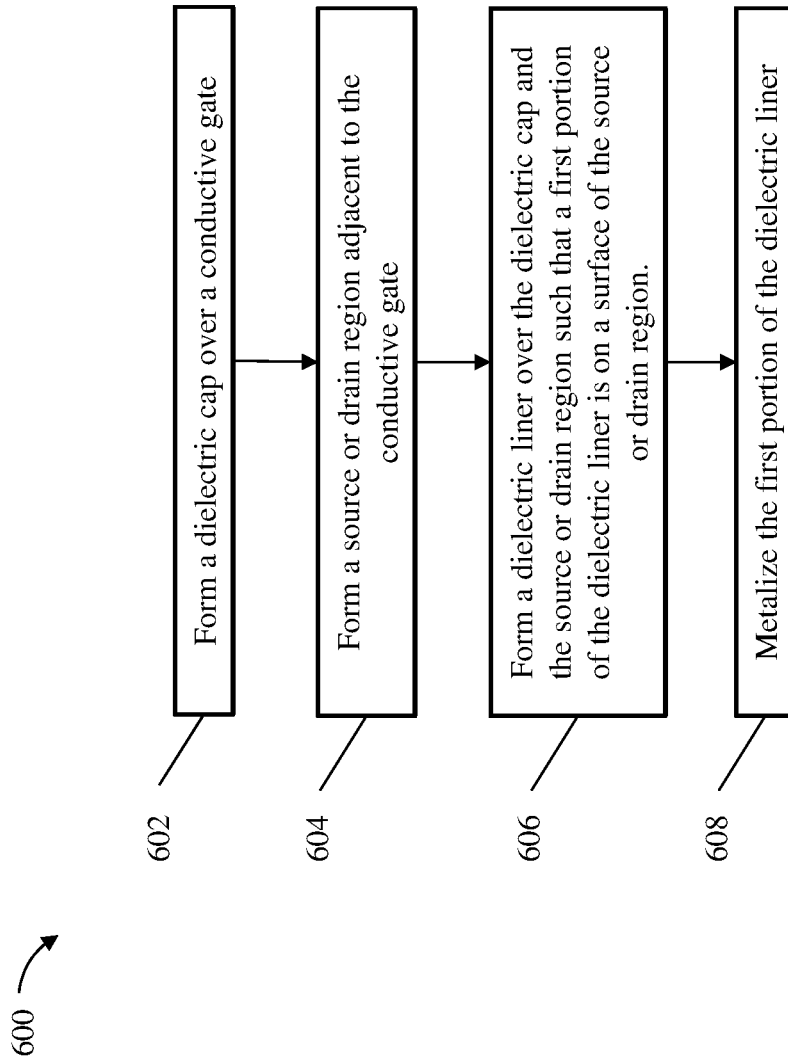 600
602
Form a dielectric cap over a conductive gate
604
Form a source or drain region adjacent to the
conductive gate
606
Form a dielectric liner over the dielectric cap and
the source or drain region such that a first portion
of the dielectric liner is on a surface of the source
or drain region.
608
Metalize the first portion of the dielectric liner